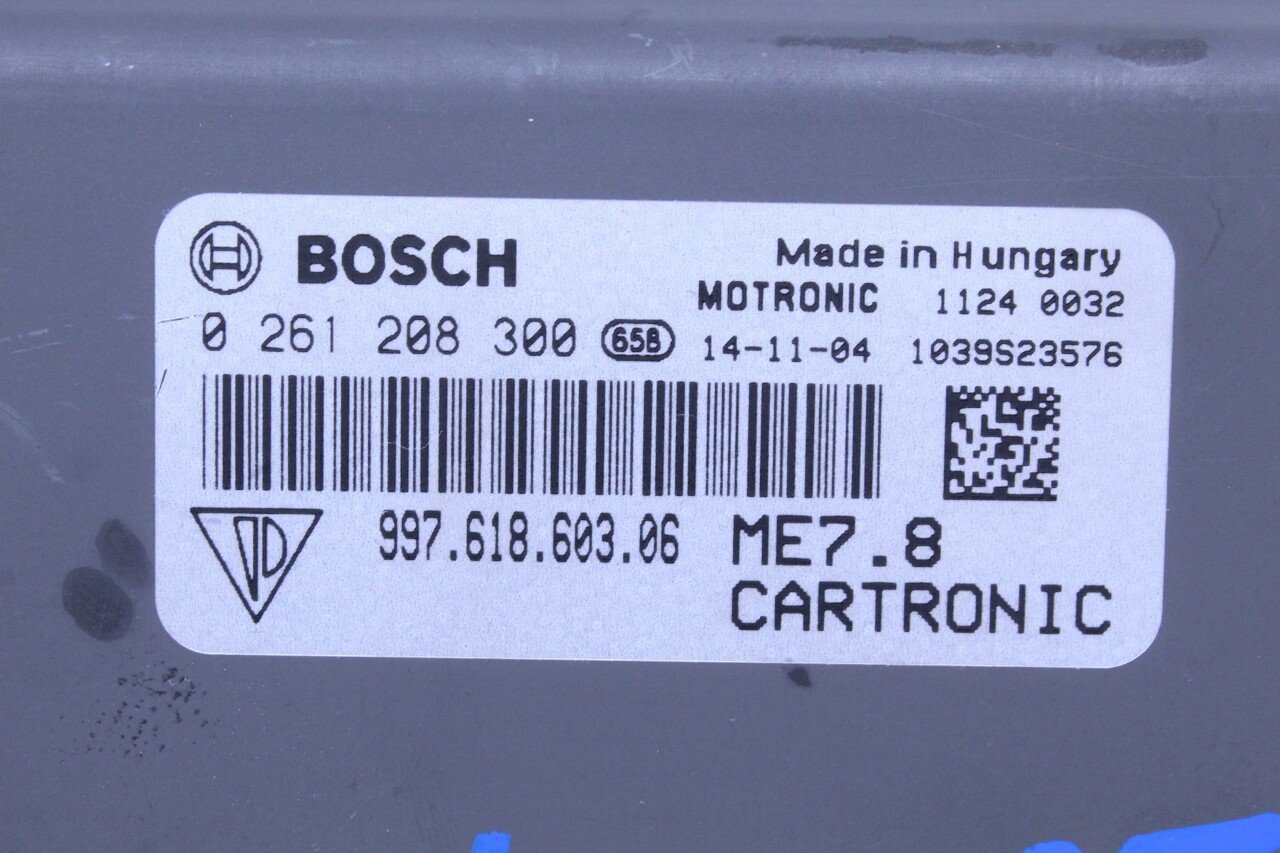 BOSCH
Made in Hungary
MOTRONIC 1124 0032
0 261 208 300 65B 14-11-04 1039S23576
997.618.603.06 ME7.8
CARTRONIC